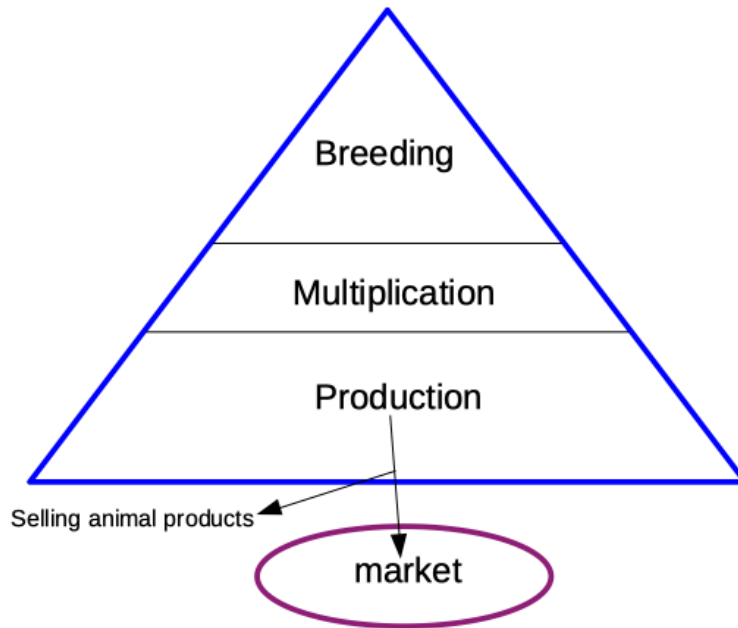 Breeding
Multiplication
Production
Selling animal products
market